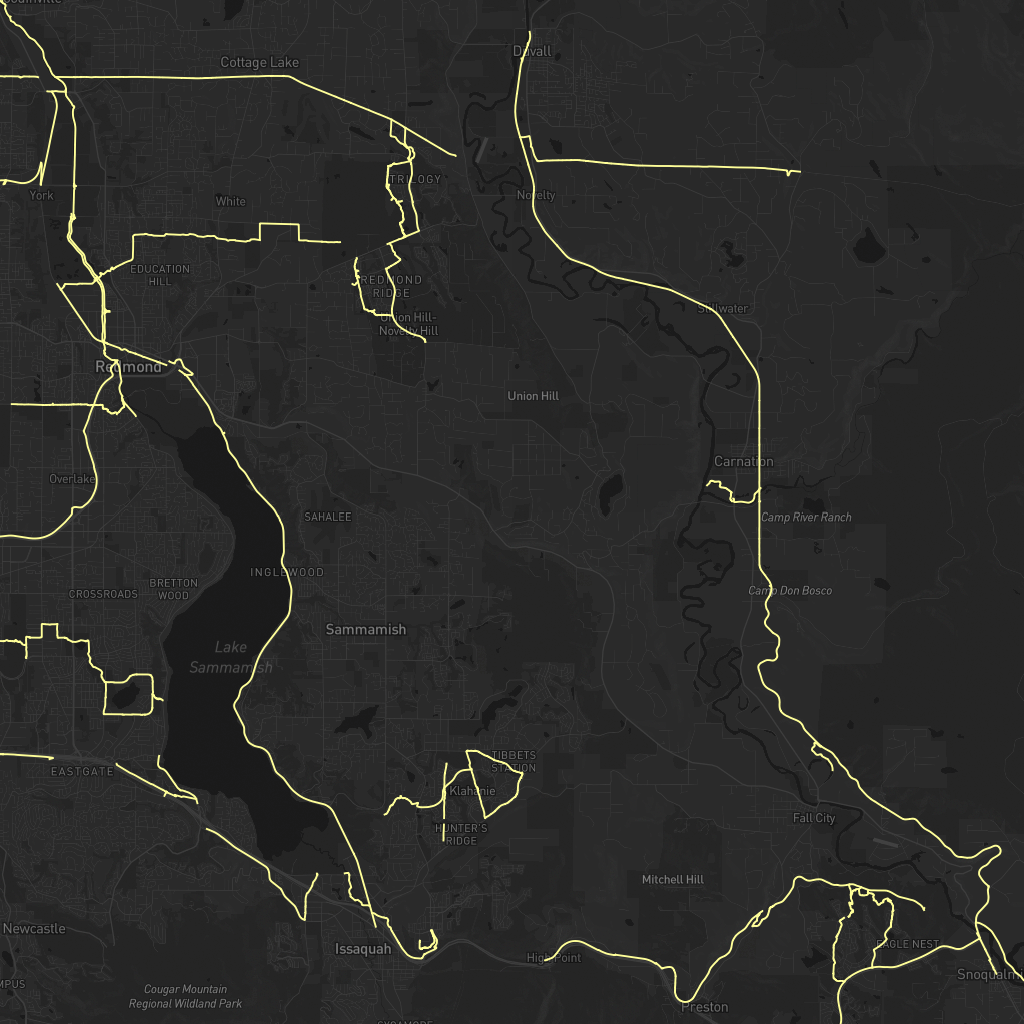 Cottage Lake
Duvall
TRILOGY
York
White
Novelty
EDUCATION
HILL
REDMOND
RIDGE
Union Hill-
Novelty Hill
Stillwater
Redmond
Union Hill
Carnation
Overlake
SAHALEE
Camp River Ranch
INGLEWOOD
BRETTON
WOOD
CROSSROADS
Camp Don Bosco
Sammamish
Lake
Sammamish
TIBBETS
STATION
EASTGATE
Klahanie
Fall City
HUNTER'S
RIDGE
Mitchell Hill
Newcastle
Issaquah
EAGLE NEST
High Point
Snoqualmi
Cougar Mountain
Regional Wildland Park
Preston